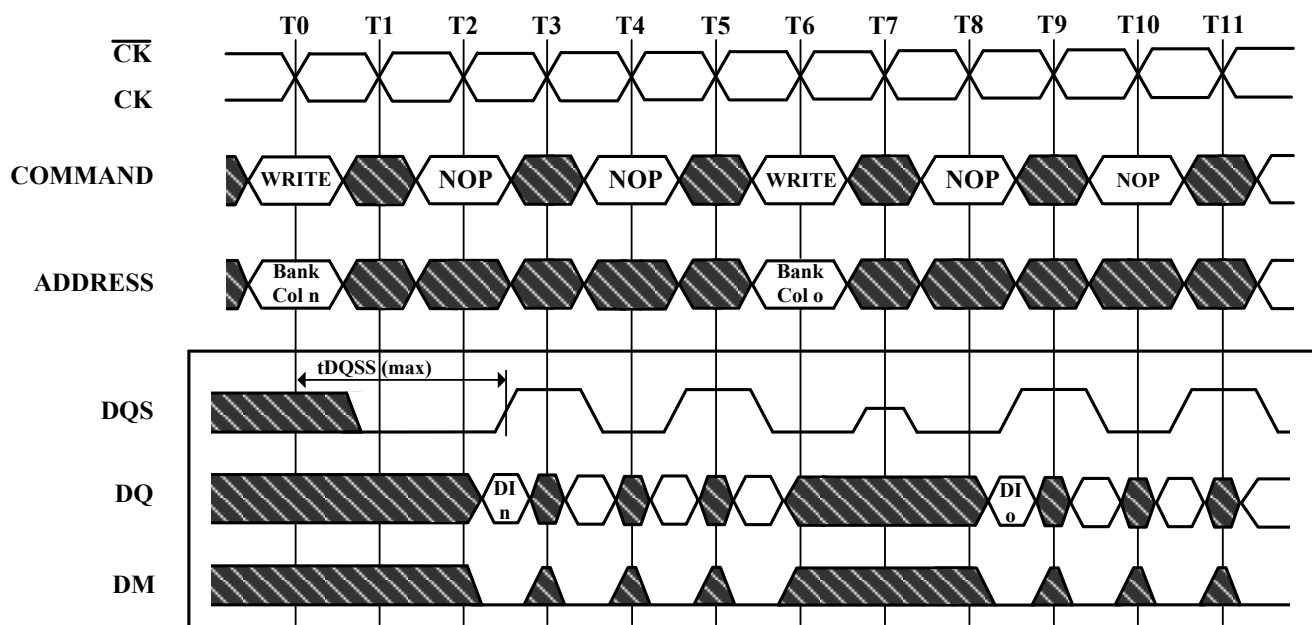 T0 T1 T2 T3 T4 T5 T6 T7 T8 T9 T10 T11
CK
CK
COMMAND WRITE NOP NOP WRITE NOP NOP
ADDRESS Bank Col n Bank Col o
tDQSS (max)
DQS
DQ DI n DI o
DM